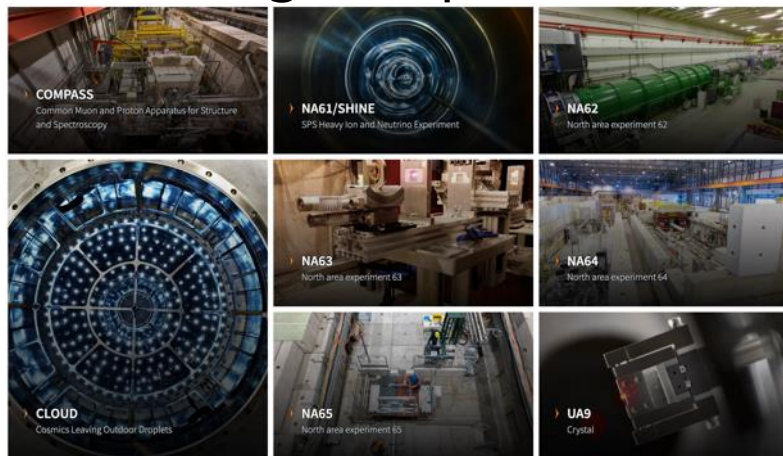 COMPASS
Common Muon and Proton Apparatus for Structure
and Spectroscopy
NA61/SHINE
SPS Heavy Ion and Neutrino Experiment
NA62
North area experiment 62
NA63
North area experiment 63
NA64
North area experiment 64
CLOUD
Cosmics Leaving Outdoor Droplets
NA65
North area experiment 65
UA9
Crystal